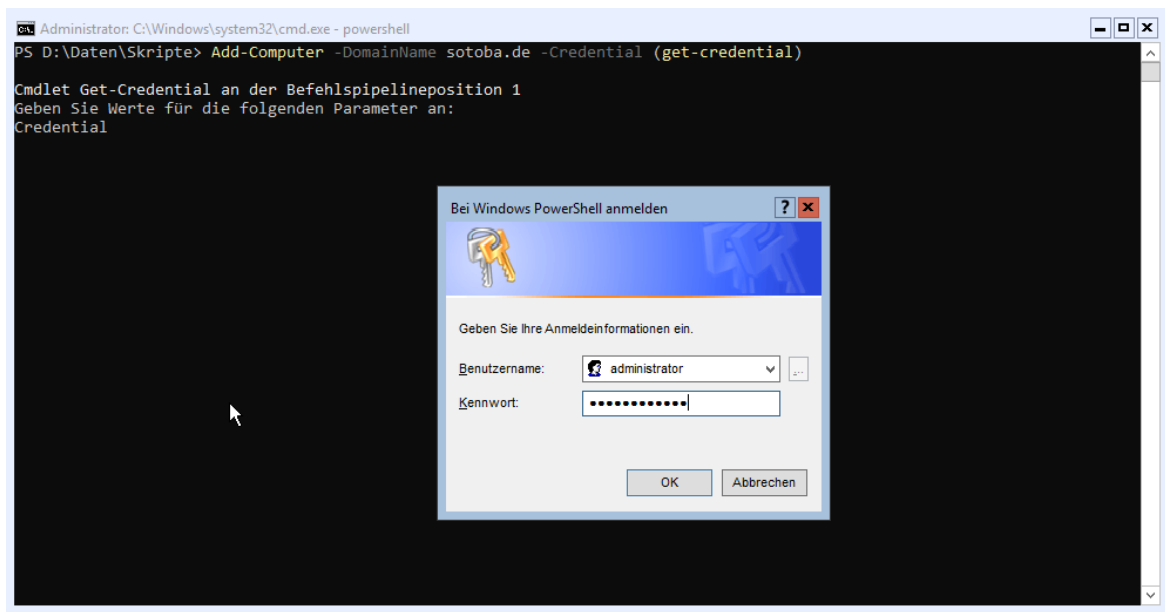 Administrator: C:\Windows\system32\cmd.exe - powershell
PS D:\Daten\Skripte> Add-Computer -DomainName sotoba.de -Credential (get-credential)
Cmdlet Get-Credential an der Befehlspipelineposition 1
Geben Sie Werte für die folgenden Parameter an:
Credential
Bei Windows PowerShell anmelden
Geben Sie Ihre Anmeldeinformationen ein.
Benutzername: administrator
...
Kennwort: ●●●●●●●●●●●●
OK Abbrechen